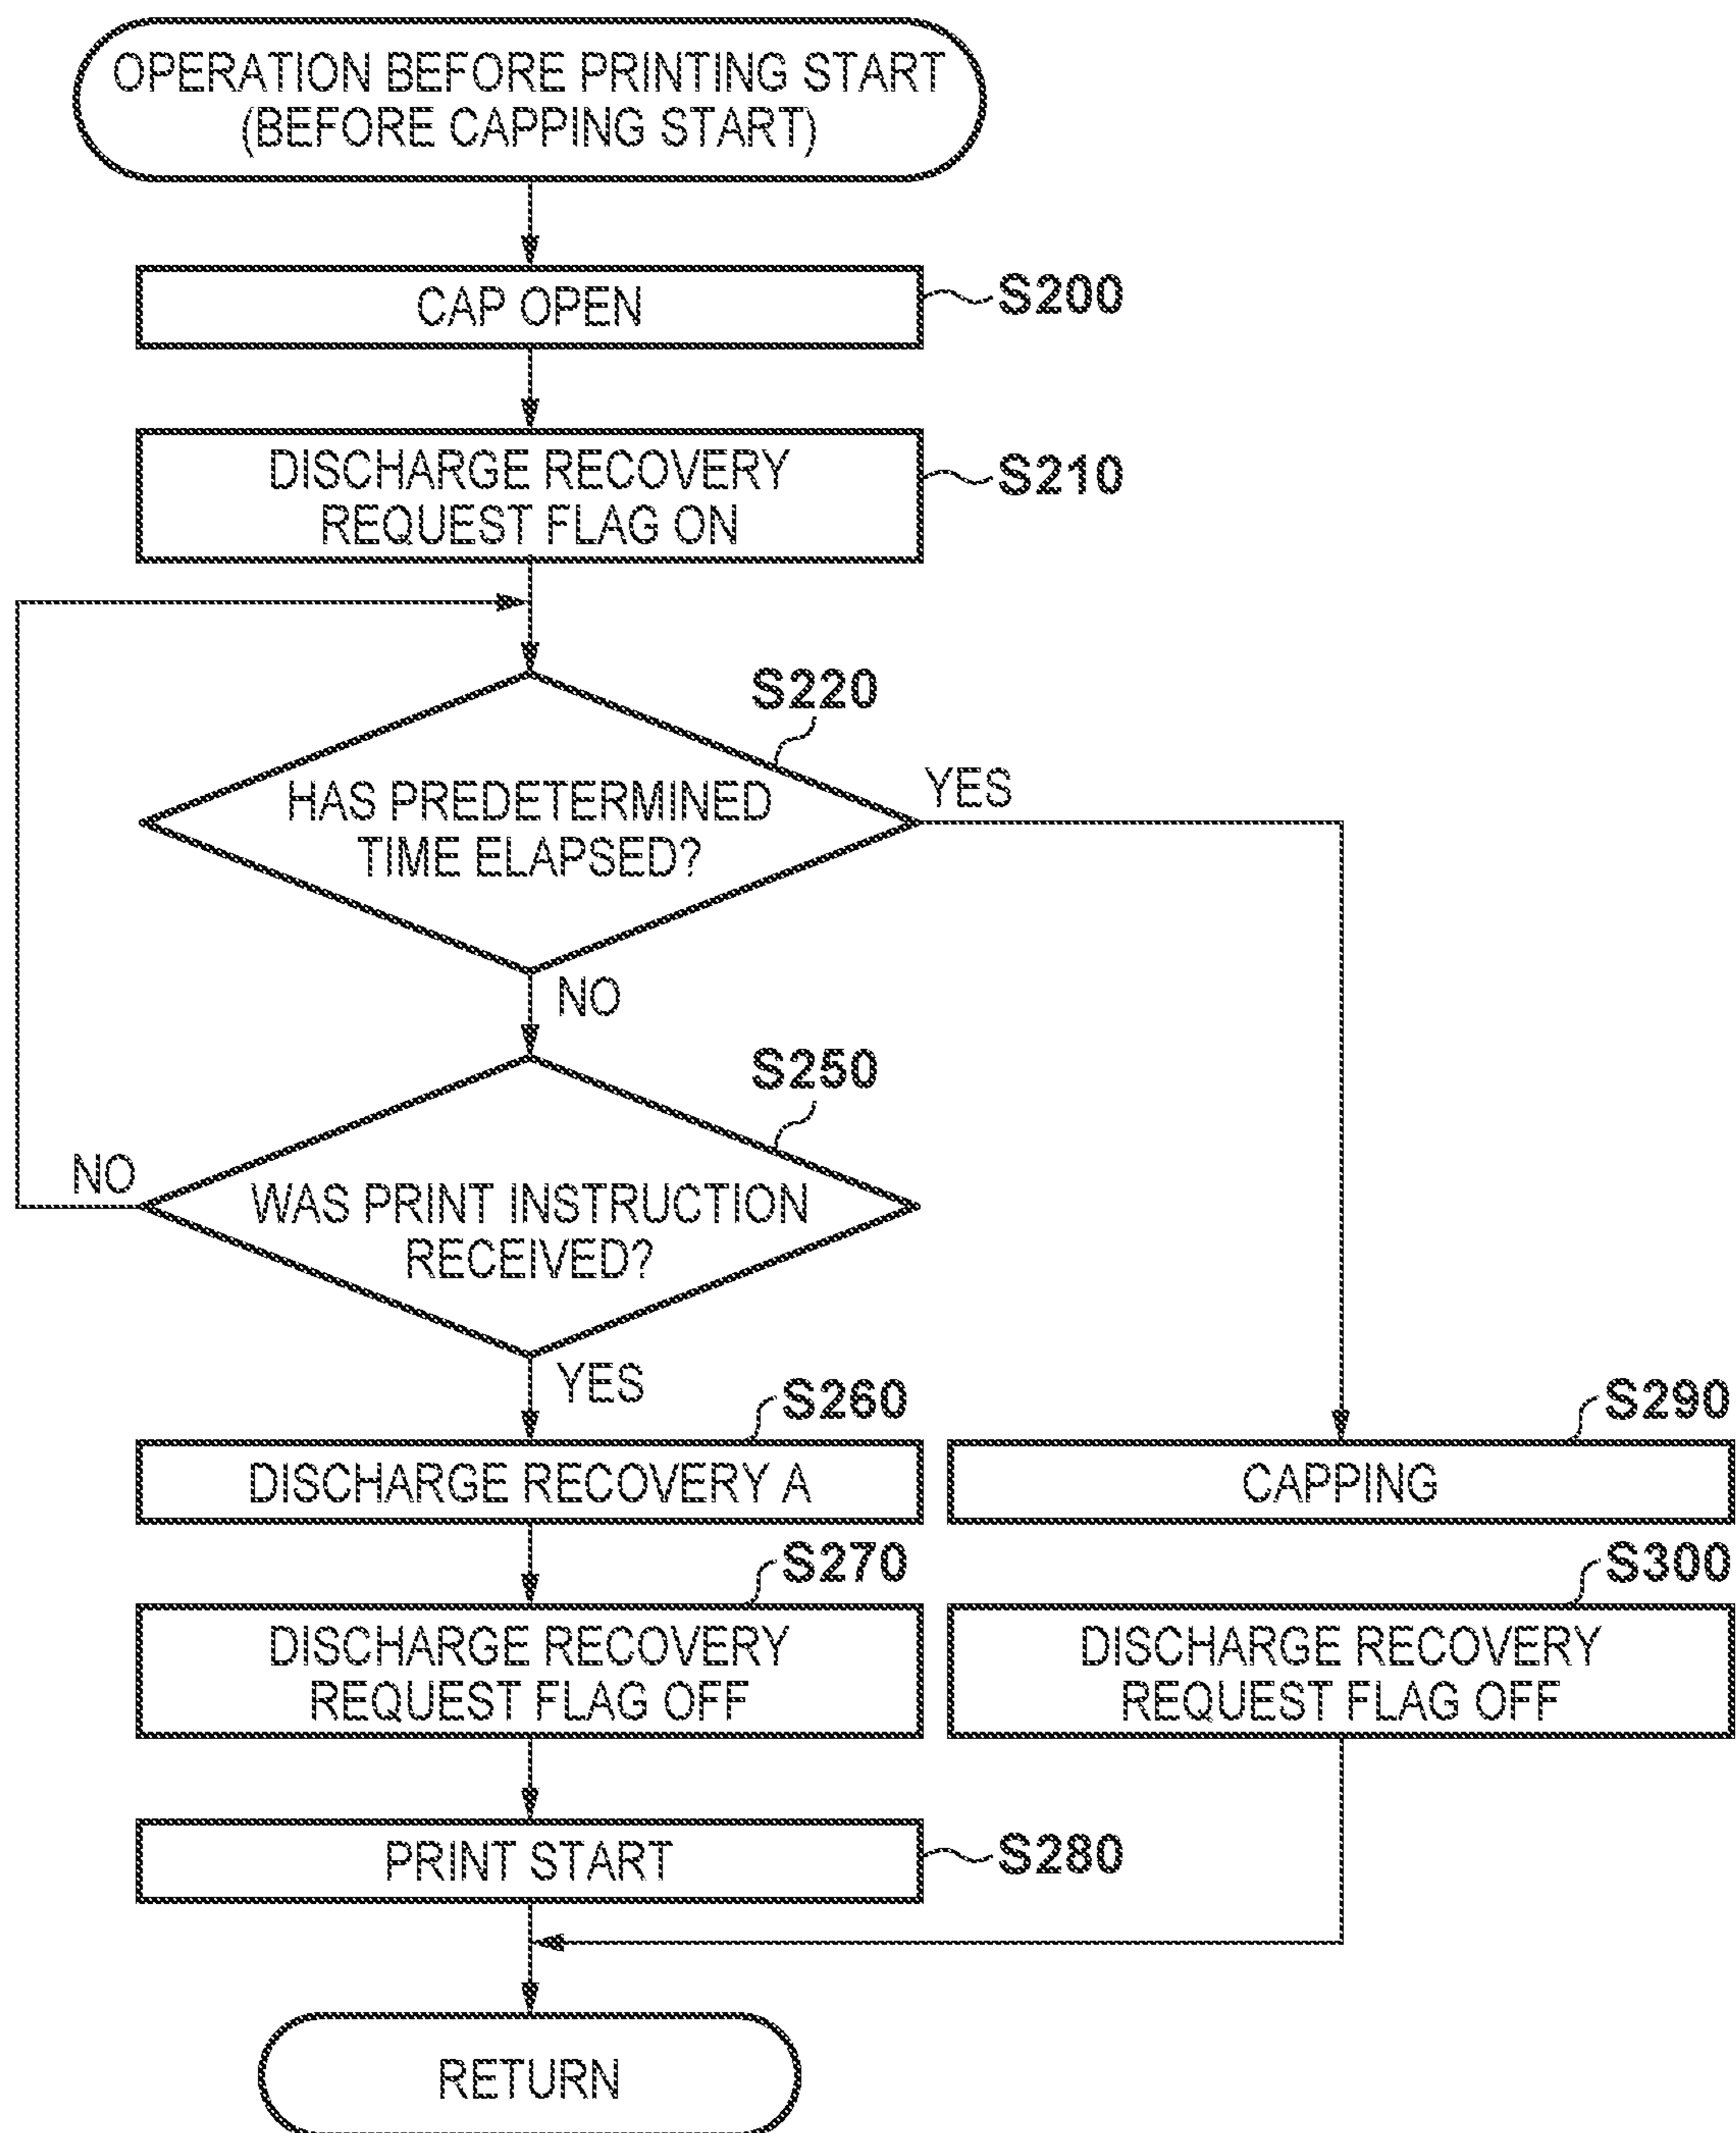 OPERATION BEFORE PRINTING START
(BEFORE CAPPING START)
CAP OPEN
S200
DISCHARGE RECOVERY
REQUEST FLAG ON
S210
S220
HAS PREDETERMINED
TIME ELAPSED?
YES
NO
S250
NO
WAS PRINT INSTRUCTION
RECEIVED?
YES
S260
DISCHARGE RECOVERY A
S290
CAPPING
S270
DISCHARGE RECOVERY
REQUEST FLAG OFF
S300
DISCHARGE RECOVERY
REQUEST FLAG OFF
PRINT START
S280
RETURN